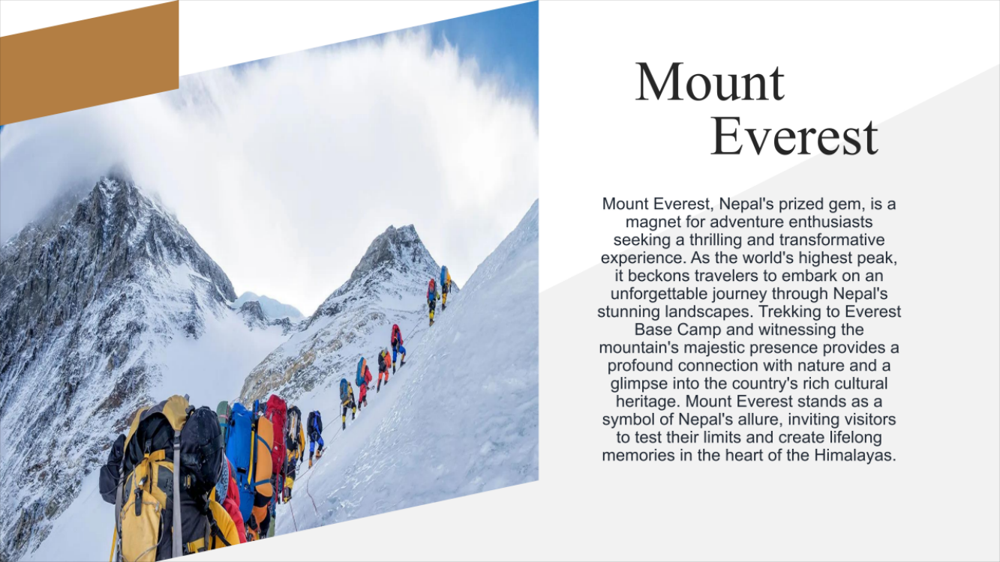 Mount
Everest
Mount Everest, Nepal's prized gem, is a
magnet for adventure enthusiasts
seeking a thrilling and transformative
experience. As the world's highest peak,
it beckons travelers to embark on an
unforgettable journey through Nepal's
stunning landscapes. Trekking to Everest
Base Camp and witnessing the
mountain's majestic presence provides a
profound connection with nature and a
glimpse into the country's rich cultural
heritage. Mount Everest stands as a
symbol of Nepal's allure, inviting visitors
to test their limits and create lifelong
memories in the heart of the Himalayas.